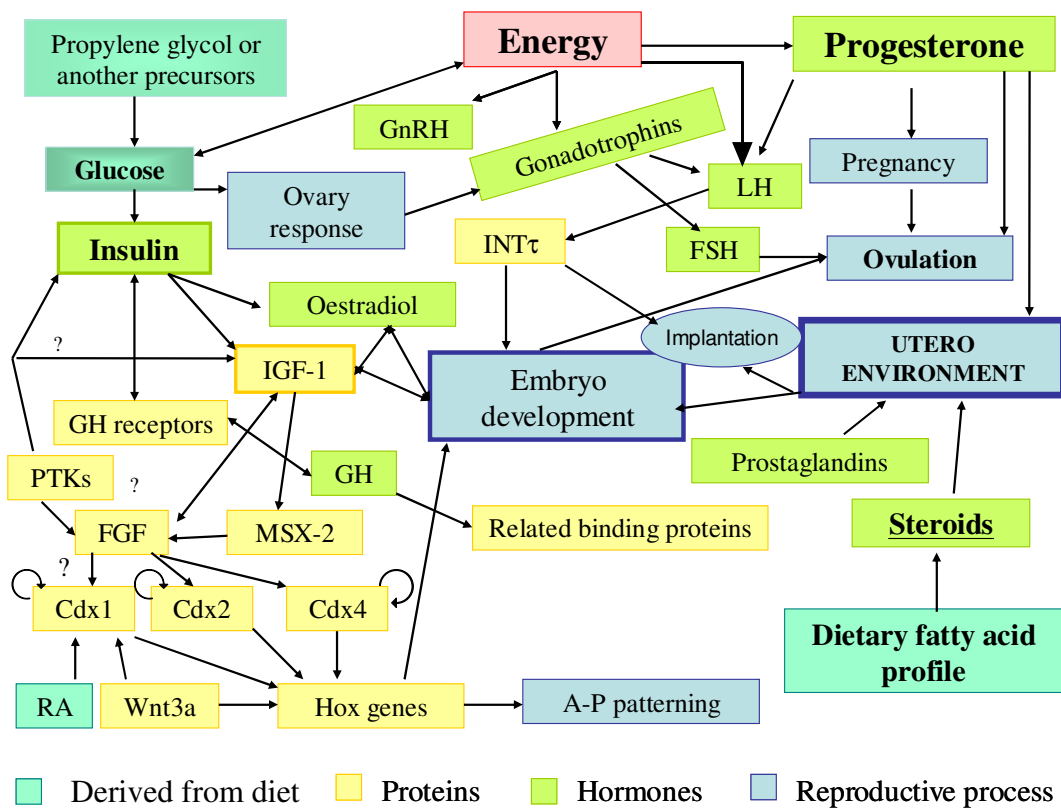 Propylene glycol or
another precursors
Energy
Progesterone
GnRH
Gonadotrophins
Glucose
Ovary
response
LH
Pregnancy
Insulin
INTτ
FSH
Ovulation
Oestradiol
?
Implantation
UTERO
ENVIRONMENT
IGF-1
Embryo
development
GH receptors
Prostaglandins
PTKs
?
GH
FGF
MSX-2
Related binding proteins
Steroids
?
Cdx1
Cdx2
Cdx4
Dietary fatty acid
profile
RA
Wnt3a
Hox genes
A-P patterning
Derived from diet
Proteins
Hormones
Reproductive process